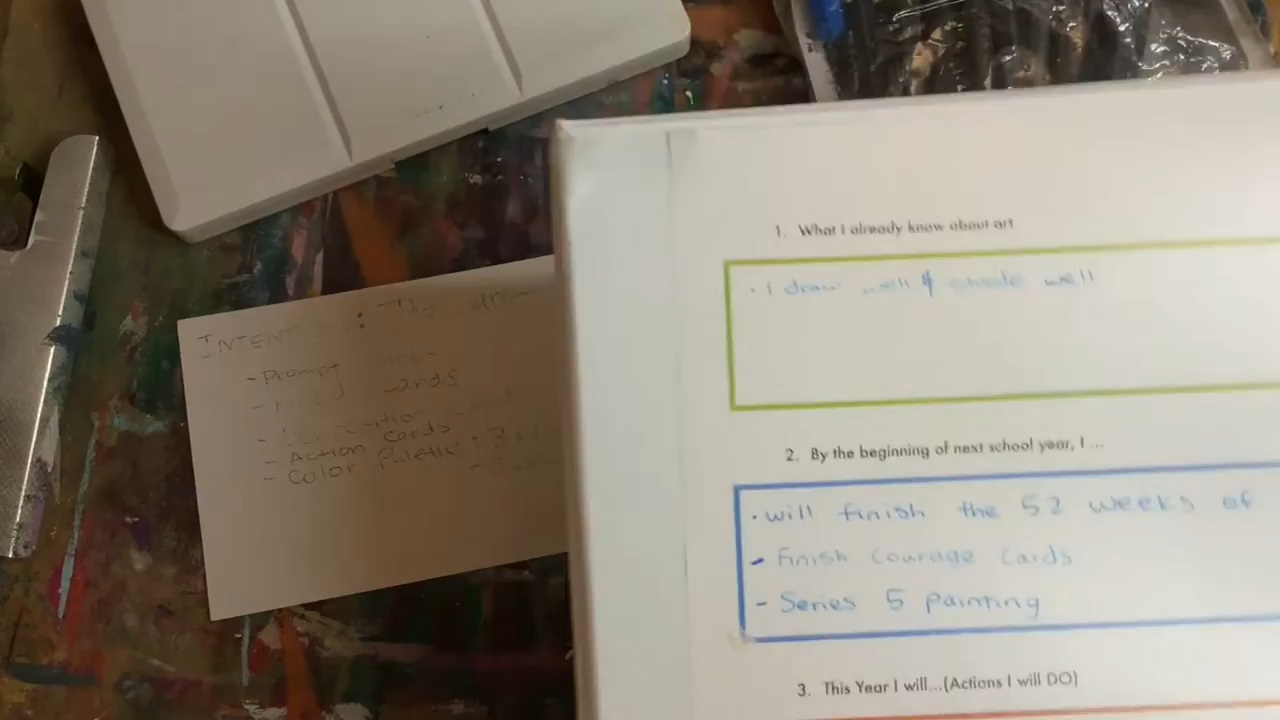 INTENT : The
- Prompt
- cards
-
- Action cards
- Color Palette
1. What I already know about art
· I draw well & shade well
2. By the beginning of next school year, I ...
· will finish the 52 weeks of
- Finish Courage Cards
- Series 5 painting
3. This Year I will...(Actions I will DO)